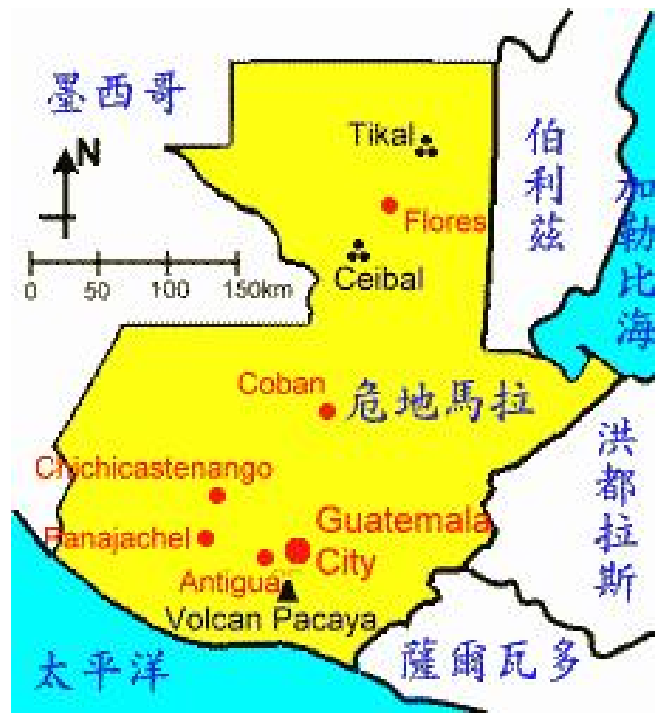 墨西哥
Tikal
伯利茲
N
加勒比海
Flores
Ceibal
0 50 100 150km
Coban
危地馬拉
洪都拉斯
Chichicastenango
Guatemala
City
Panajachel
Antigua
Volcan Pacaya
薩爾瓦多
太平洋